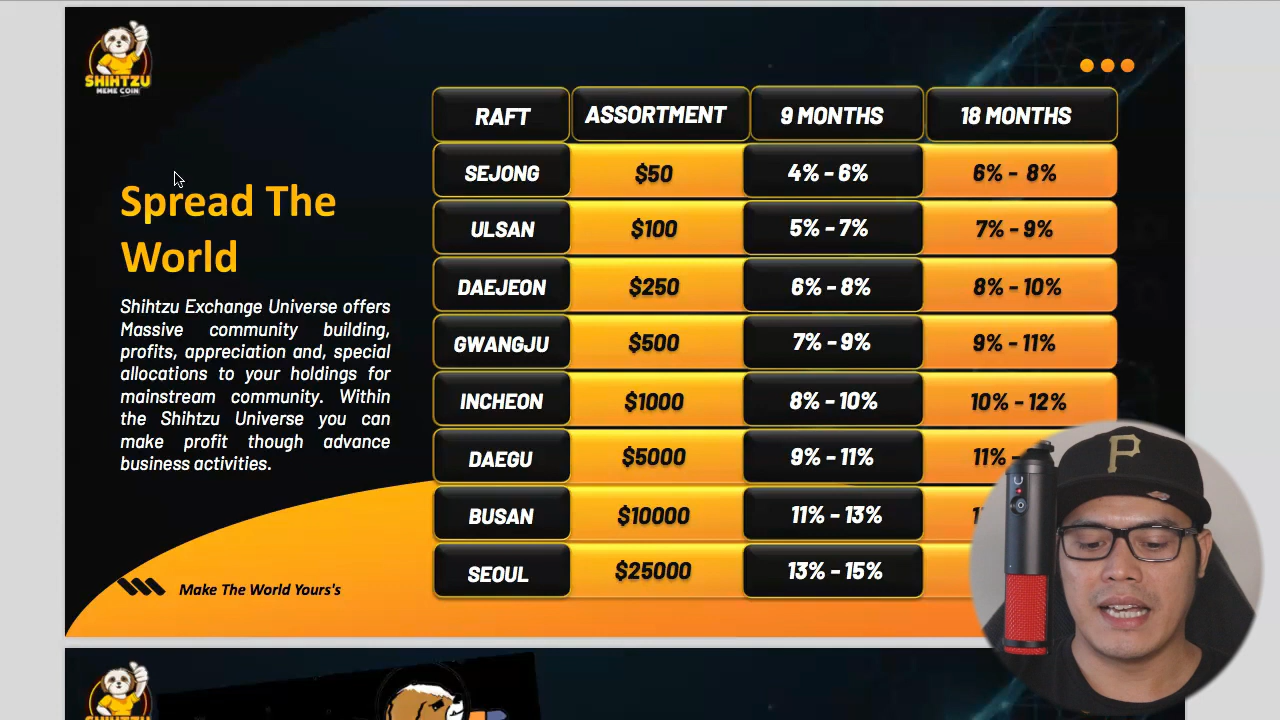 SHIHTZU
MEME COIN
RAFT ASSORTMENT 9 MONTHS 18 MONTHS
SEJONG $50 4% - 6% 6% - 8%
ULSAN $100 5% - 7% 7% - 9%
DAEJEON $250 6% - 8% 8% - 10%
GWANGJU $500 7% - 9% 9% - 11%
INCHEON $1000 8% - 10% 10% - 12%
DAEGU $5000 9% - 11% 11% -
BUSAN $10000 11% - 13%
SEOUL $25000 13% - 15%
Spread The
World
Shihtzu Exchange Universe offers
Massive community building,
profits, appreciation and, special
allocations to your holdings for
mainstream community. Within
the Shihtzu Universe you can
make profit though advance
business activities.
Make The World Yours's
P
SHIHTZU